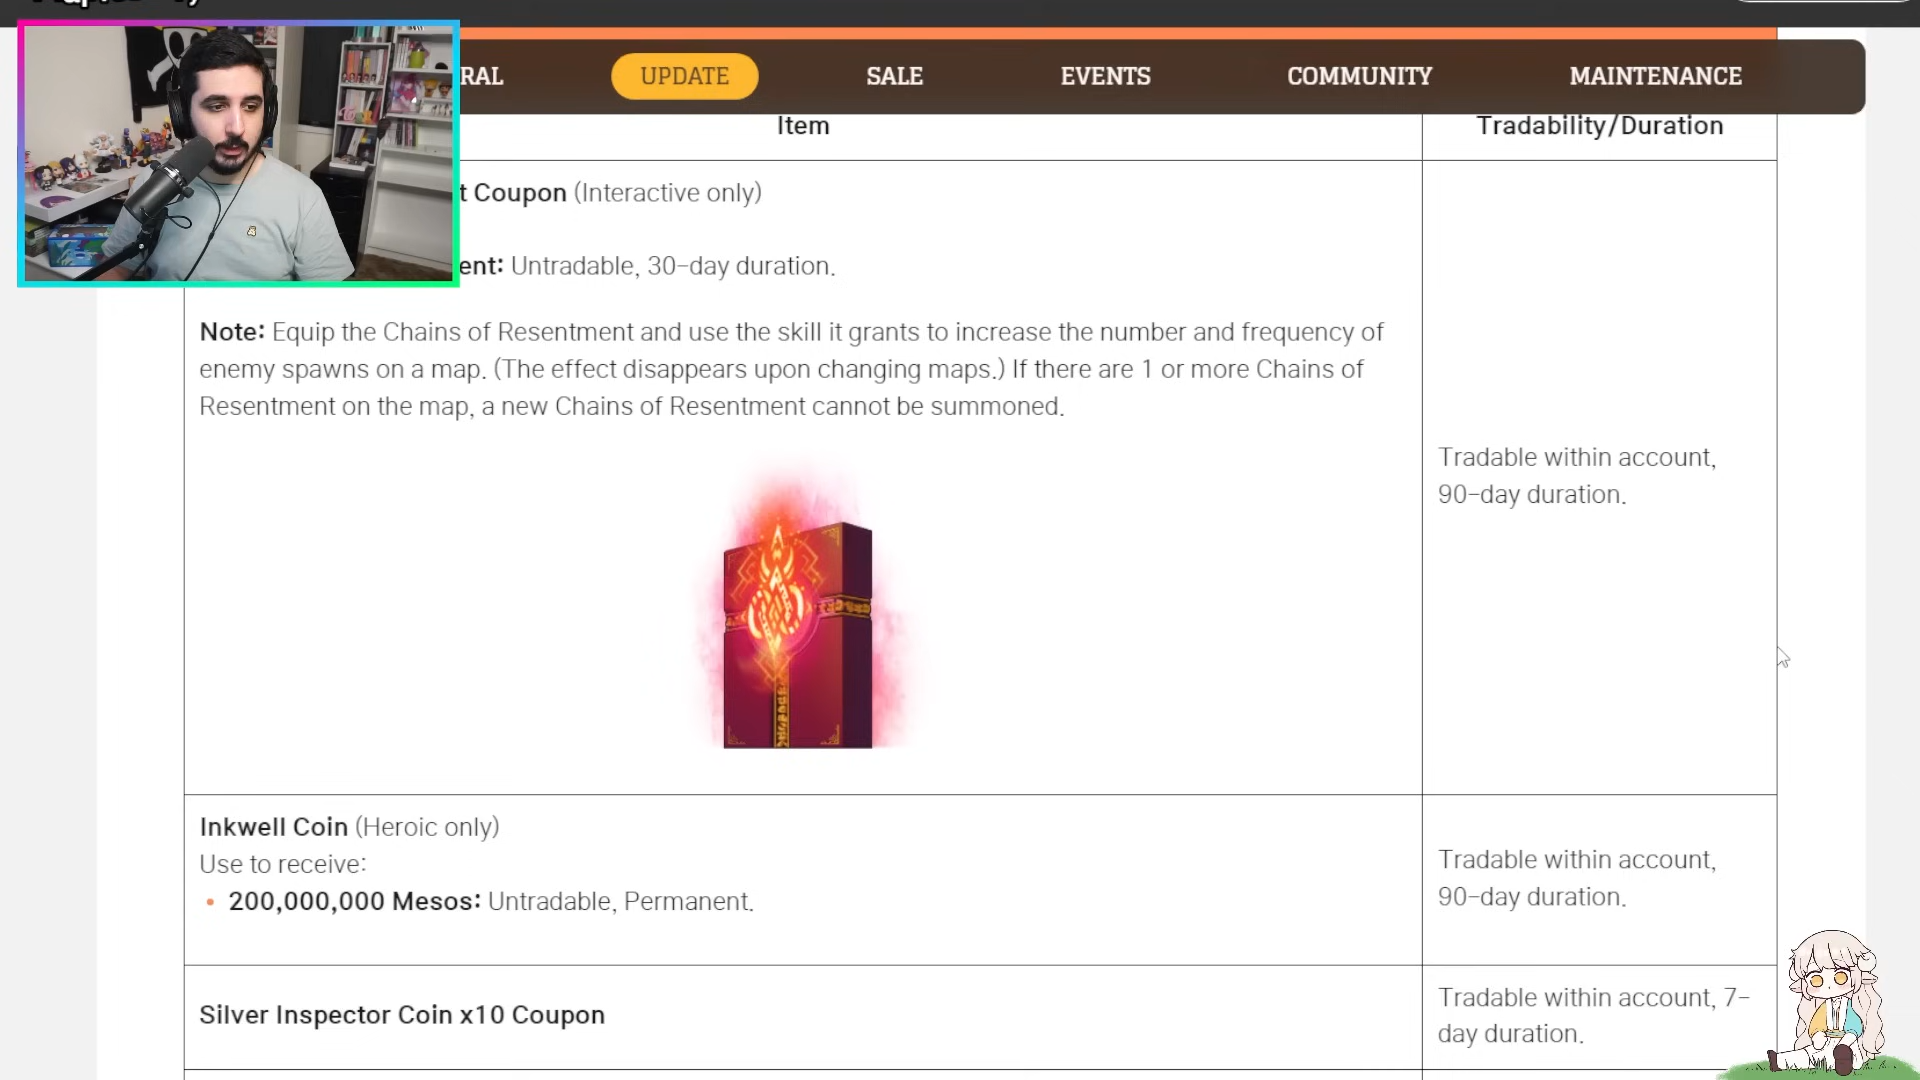 RAL
UPDATE
SALE
EVENTS
COMMUNITY
MAINTENANCE
Item
Tradability/Duration
t Coupon (Interactive only)
ent: Untradable, 30-day duration.
Note: Equip the Chains of Resentment and use the skill it grants to increase the number and frequency of
enemy spawns on a map. (The effect disappears upon changing maps.) If there are 1 or more Chains of
Resentment on the map, a new Chains of Resentment cannot be summoned.
Tradable within account,
90-day duration.
Inkwell Coin (Heroic only)
Use to receive:
• 200,000,000 Mesos: Untradable, Permanent.
Tradable within account,
90-day duration.
Silver Inspector Coin x10 Coupon
Tradable within account, 7-
day duration.